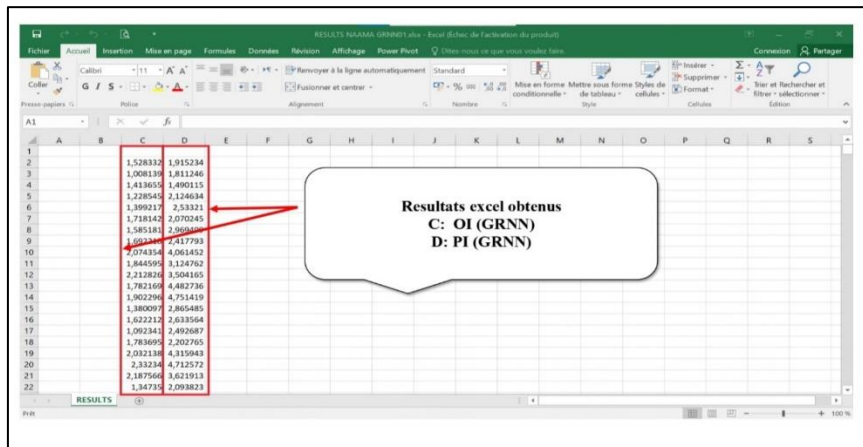 RESULTS NAAMA GRNN01.xlsx - Excel (Échec de l'activation du produit)
Fichier Accueil Insertion Mise en page Formules Données Révision Affichage Power Pivot Dites-nous ce que vous voulez faire. Connexion Partager
Coller
Calibri 11 A A
G I S
Renvoyer à la ligne automatiquement
Fusionner et centrer
Standard
% 000
Mise en forme conditionnelle
Mettre sous forme de tableau
Styles de cellules
Insérer
Supprimer
Format
Trier et filtrer
Rechercher et sélectionner
Presse-papiers Police Alignement Nombre Style Cellules Édition
A1 fx
A B C D E F G H I J K L M N O P Q R S
1
2 1,528332 1,915234
3 1,008139 1,811246
4 1,413655 1,490115
5 1,228545 2,124634
6 1,399217 2,53321
7 1,718142 2,070245
8 1,585181
9 2,417793
10 2,074354 4,061452
11 1,844595 3,124762
12 2,212826 3,504165
13 1,782169 4,482736
14 1,902296 4,751419
15 1,380097 2,865485
16 1,622212 2,633564
17 1,092341 2,492687
18 1,783695 2,202765
19 2,032138 4,315943
20 2,33234 4,712572
21 2,187566 3,621913
22 1,34735 2,093823
Resultats excel obtenus
C: OI (GRNN)
D: PI (GRNN)
RESULTS
Prêt 100 %